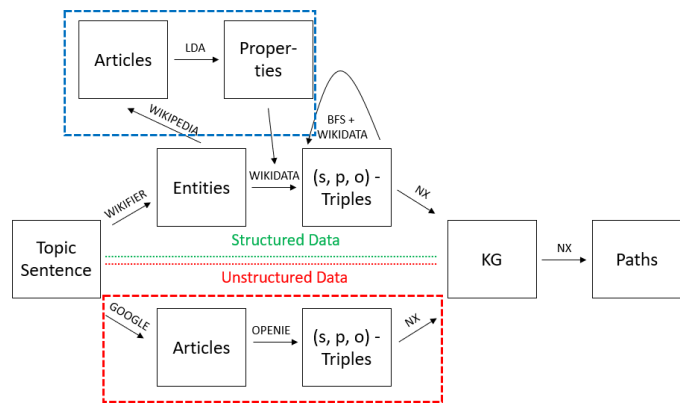 Articles
LDA
Proper-
ties
WIKIPEDIA
BFS +
WIKIDATA
WIKIFIER
Entities
WIKIDATA
(s, p, o) -
Triples
NX
Topic
Sentence
Structured Data
Unstructured Data
KG
NX
Paths
GOOGLE
Articles
OPENIE
(s, p, o) -
Triples
NX